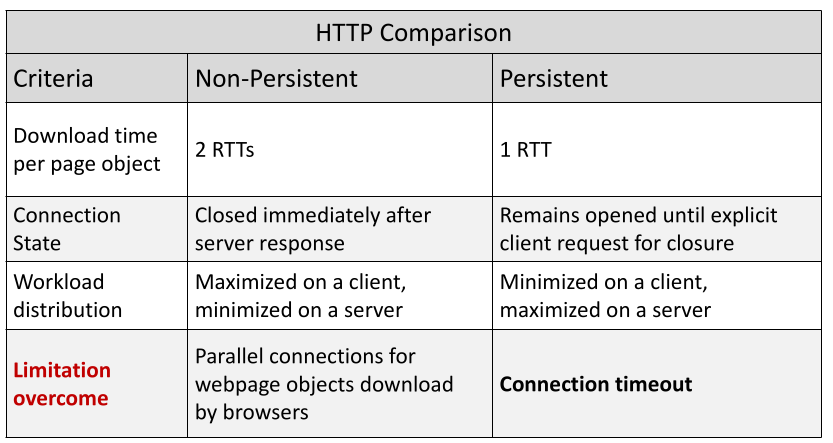 HTTP Comparison
Criteria
Non-Persistent
Persistent
Download time
per page object
2 RTTs
1 RTT
Connection
State
Closed immediately after
server response
Remains opened until explicit
client request for closure
Workload
distribution
Maximized on a client,
minimized on a server
Minimized on a client,
maximized on a server
Limitation
overcome
Parallel connections for
webpage objects download
by browsers
Connection timeout